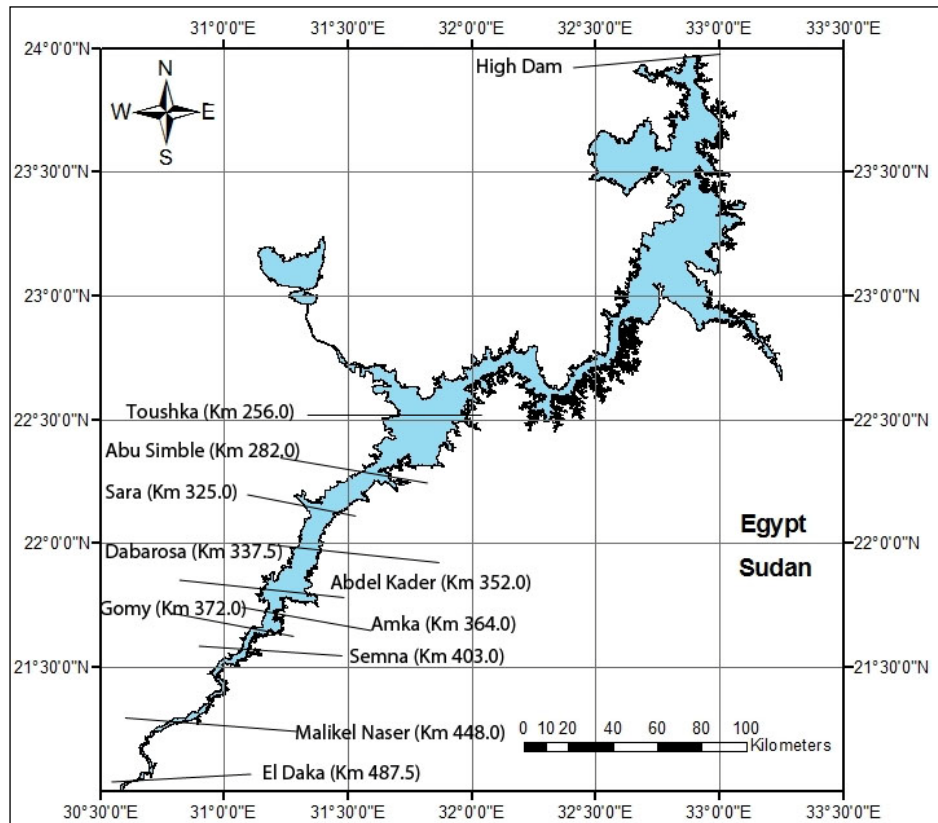 31°0'0"E 31°30'0"E 32°0'0"E 32°30'0"E 33°0'0"E 33°30'0"E
24°0'0"N 24°0'0"N
High Dam
N
W E
S
23°30'0"N 23°30'0"N
23°0'0"N 23°0'0"N
22°30'0"N 22°30'0"N
Toushka (Km 256.0)
Abu Simble (Km 282.0)
Sara (Km 325.0)
Egypt
22°0'0"N 22°0'0"N
Dabarosa (Km 337.5)
Sudan
Abdel Kader (Km 352.0)
Gomy (Km 372.0)
Amka (Km 364.0)
Semna (Km 403.0)
21°30'0"N 21°30'0"N
Malikel Naser (Km 448.0)
0 10 20 40 60 80 100
Kilometers
El Daka (Km 487.5)
30°30'0"E 31°0'0"E 31°30'0"E 32°0'0"E 32°30'0"E 33°0'0"E 33°30'0"E